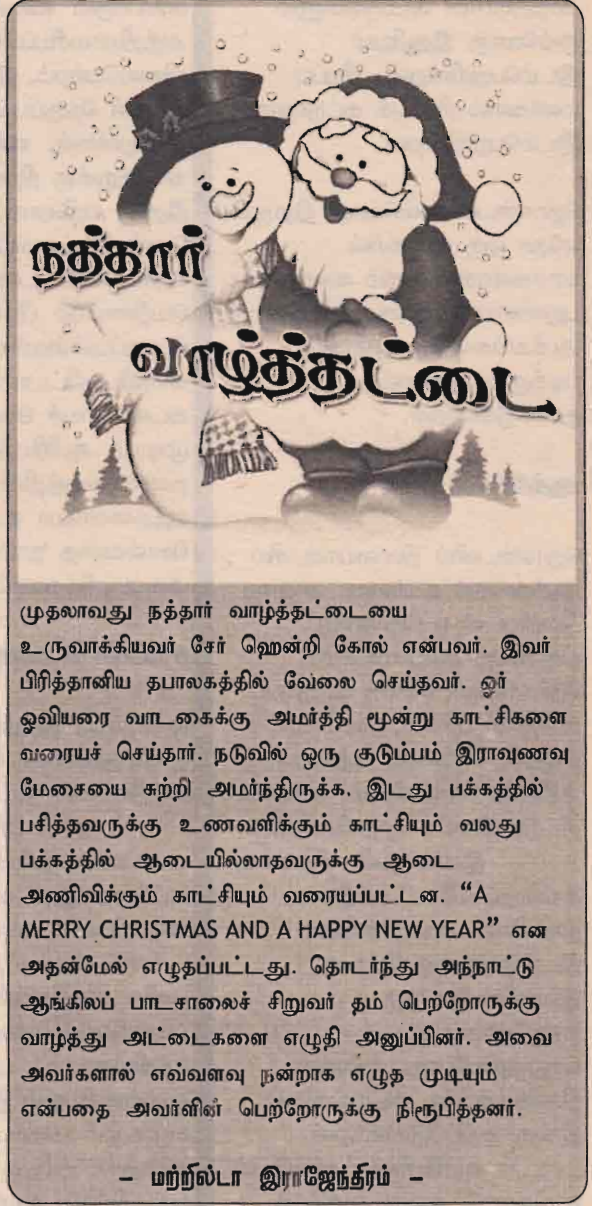 நத்தார்
வாழ்த்தட்டை
முதலாவது நத்தார் வாழ்த்தட்டையை
உருவாக்கியவர் சேர் ஹென்றி கோல் என்பவர். இவர்
பிரித்தானிய தபாலகத்தில் வேலை செய்தவர். ஓர்
ஓவியரை வாடகைக்கு அமர்த்தி மூன்று காட்சிகளை
வரையச் செய்தார். நடுவில் ஒரு குடும்பம் இராவுணவு
மேசையை சுற்றி அமர்ந்திருக்க. இடது பக்கத்தில்
பசித்தவருக்கு உணவளிக்கும் காட்சியும் வலது
பக்கத்தில் ஆடையில்லாதவருக்கு ஆடை
அணிவிக்கும் காட்சியும் வரையப்பட்டன. “A
MERRY CHRISTMAS AND A HAPPY NEW YEAR” என
அதன்மேல் எழுதப்பட்டது. தொடர்ந்து அந்நாட்டு
ஆங்கிலப் பாடசாலைச் சிறுவர் தம் பெற்றோருக்கு
வாழ்த்து அட்டைகளை எழுதி அனுப்பினர். அவை
அவர்களால் எவ்வளவு நன்றாக எழுத முடியும்
என்பதை அவர்ளின் பெற்றோருக்கு நிரூபித்தனர்.
– மற்றில்டா இராஜேந்திரம் –